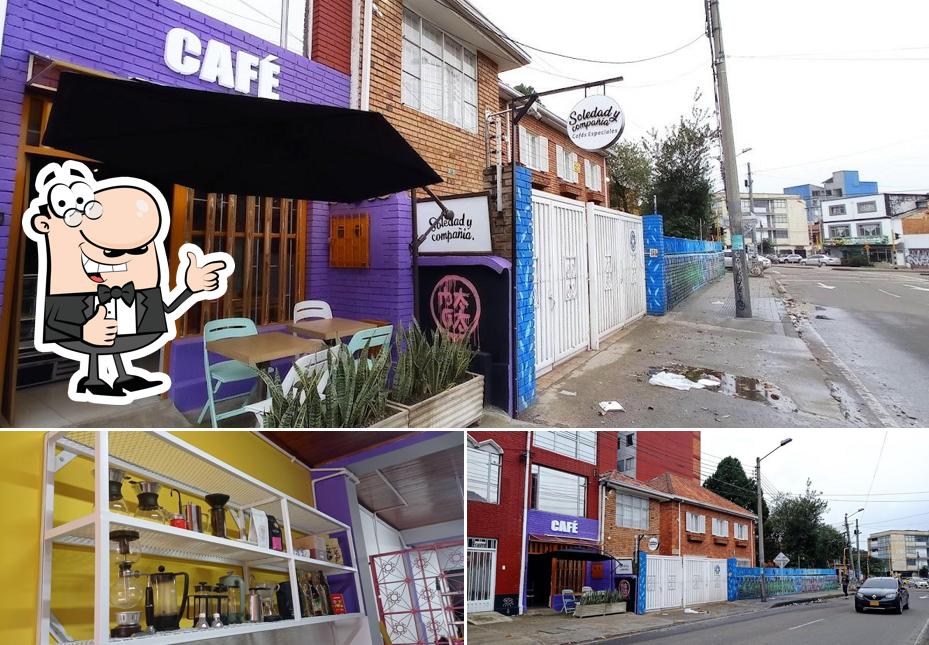 CAFÉ
Soledad y
compañía
Cafés Especiales
Soledad y
compañía.
CAFÉ